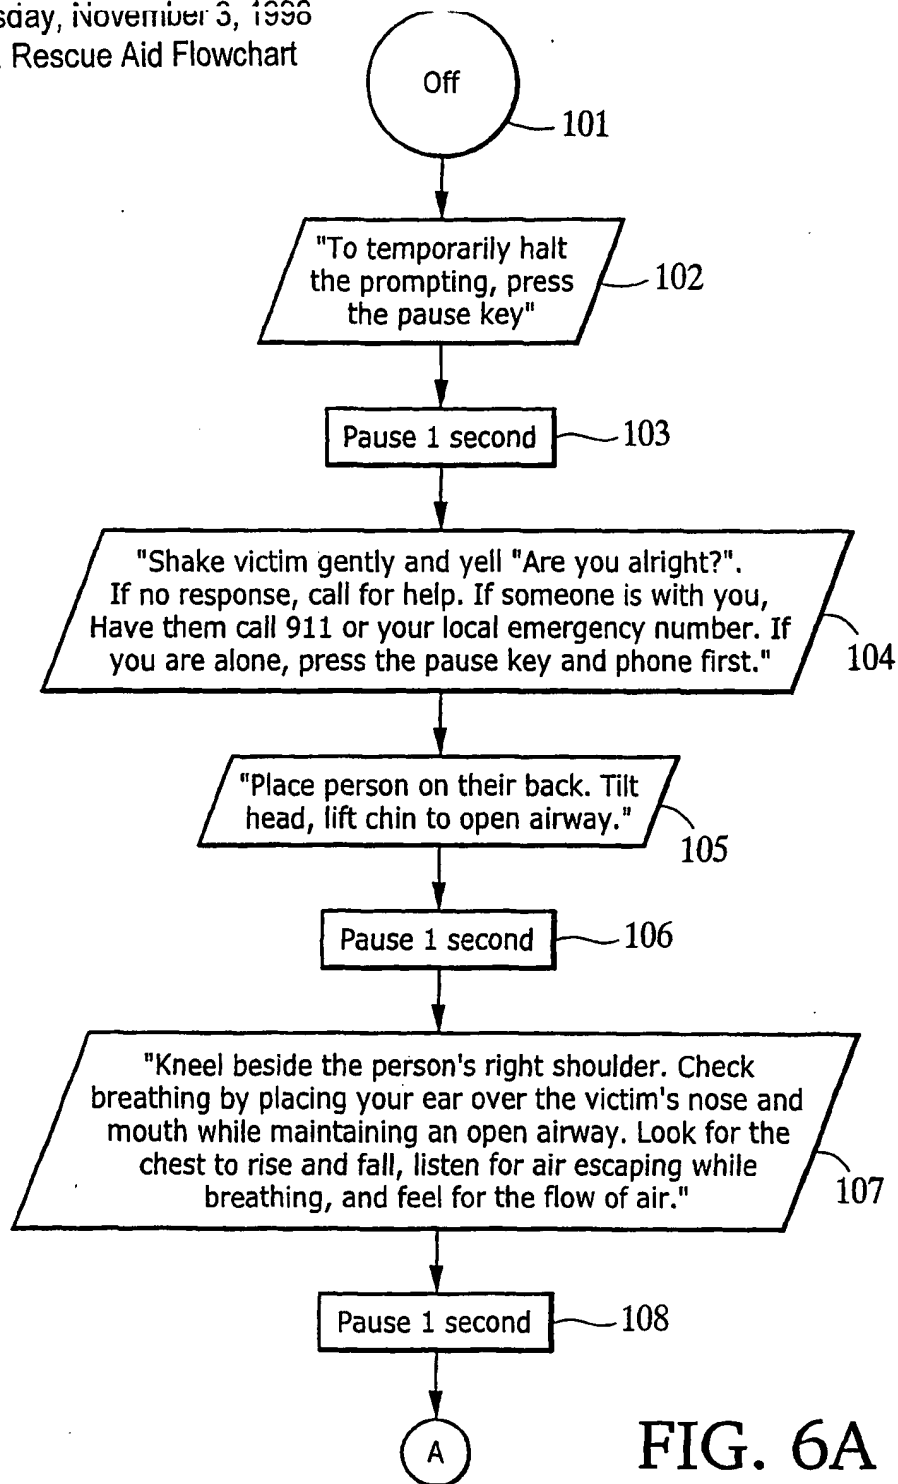 November 3, 1998
Rescue Aid Flowchart
Off
101
"To temporarily halt
the prompting, press
the pause key"
102
Pause 1 second
103
"Shake victim gently and yell "Are you alright?".
If no response, call for help. If someone is with you,
Have them call 911 or your local emergency number. If
you are alone, press the pause key and phone first."
104
"Place person on their back. Tilt
head, lift chin to open airway."
105
Pause 1 second
106
"Kneel beside the person's right shoulder. Check
breathing by placing your ear over the victim's nose and
mouth while maintaining an open airway. Look for the
chest to rise and fall, listen for air escaping while
breathing, and feel for the flow of air."
107
Pause 1 second
108
A
FIG. 6A